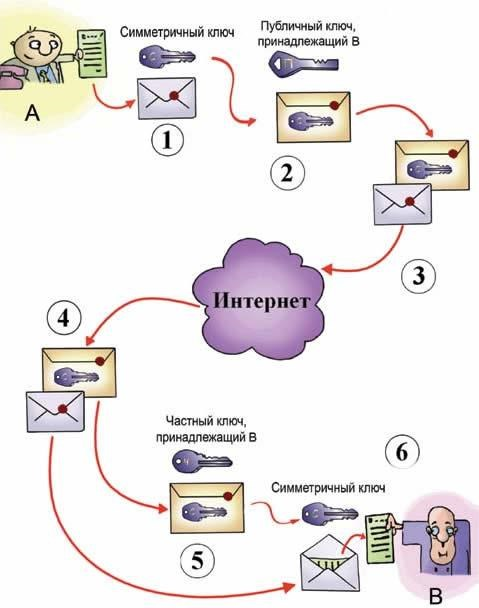 Симметричный ключ
Публичный ключ,
принадлежащий В
А
1
2
3
Интернет
4
Частный ключ,
принадлежащий В
6
Симметричный ключ
5
В